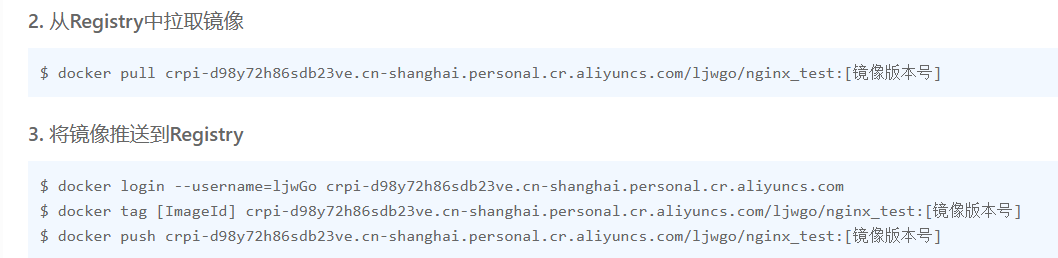 2. 从Registry中拉取镜像
$ docker pull crpi-d98y72h86sdb23ve.cn-shanghai.personal.cr.aliyuncs.com/ljwgo/nginx_test:[镜像版本号]
3. 将镜像推送到Registry
$ docker login --username=ljwGo crpi-d98y72h86sdb23ve.cn-shanghai.personal.cr.aliyuncs.com
$ docker tag [ImageId] crpi-d98y72h86sdb23ve.cn-shanghai.personal.cr.aliyuncs.com/ljwgo/nginx_test:[镜像版本号]
$ docker push crpi-d98y72h86sdb23ve.cn-shanghai.personal.cr.aliyuncs.com/ljwgo/nginx_test:[镜像版本号]